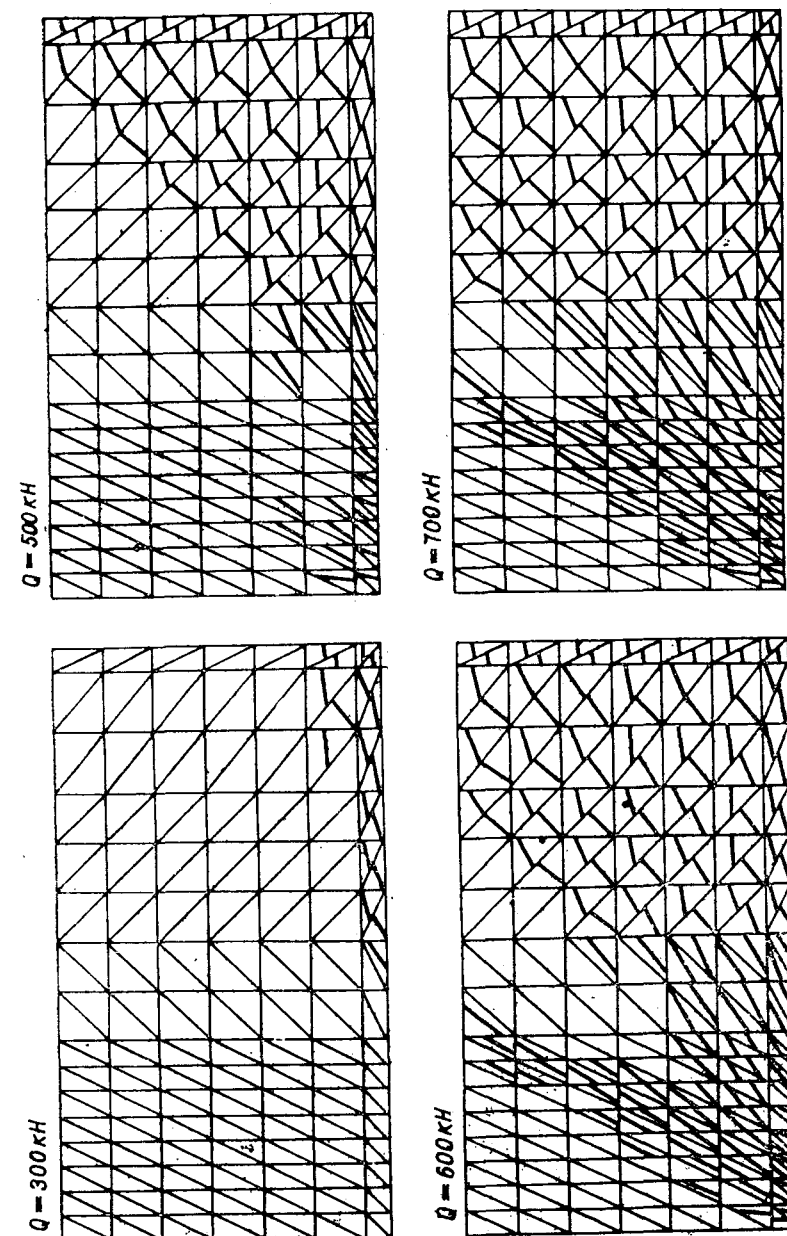 Q = 500 кН
Q = 700 кН
Q = 300 кН
Q = 600 кН